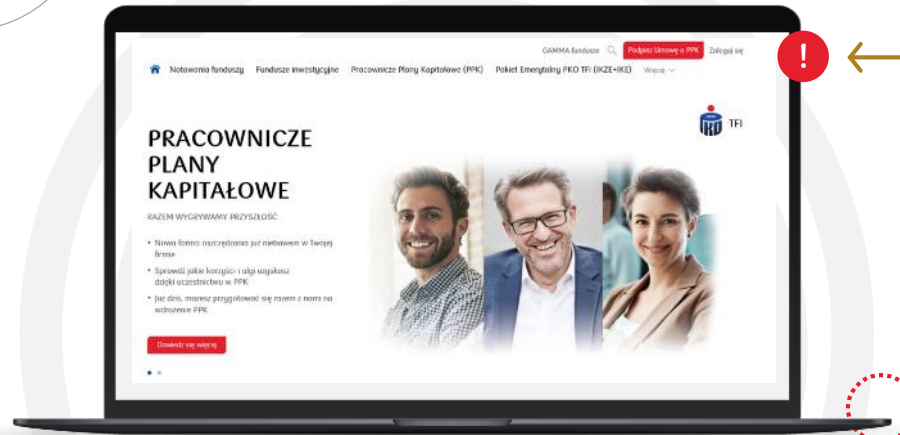 GAMMA fundusze Podpisz Umowę o PPK Zaloguj się
Notowania funduszy Fundusze inwestycyjne Pracownicze Plany Kapitałowe (PPK) Pakiet Emerytalny PKO TFI (IKZE+IKE) Więcej
TFI
PRACOWNICZE
PLANY
KAPITAŁOWE
RAZEM WYGRYWAMY PRZYSZŁOŚĆ
• Nowa forma oszczędzania już niebawem w Twojej
firmie
• Sprawdź jakie korzyści i ulgi uzyskasz
dzięki uczestnictwu w PPK
• Już dziś, możesz przygotować się razem z nami na
wdrożenie PPK
Dowiedz się więcej
!